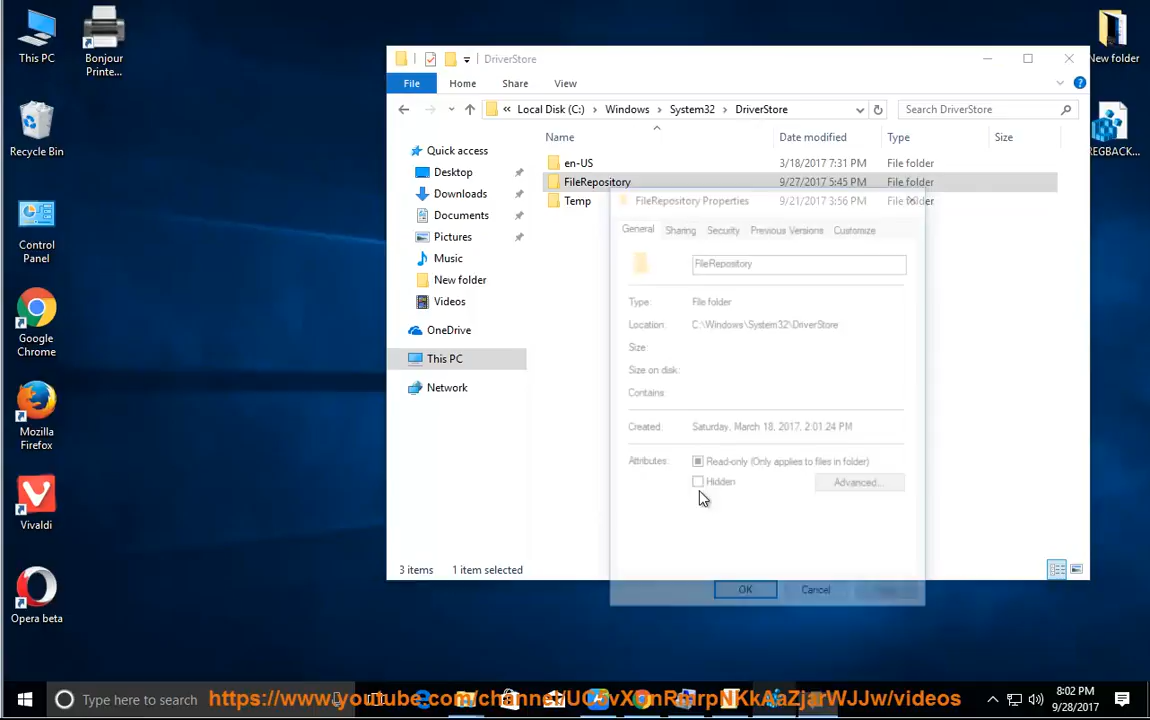 This PC
Bonjour
Printe...
Recycle Bin
Control
Panel
Google
Chrome
Mozilla
Firefox
Vivaldi
Opera beta
New folder
REGBACK...
DriverStore
File Home Share View
« Local Disk (C:) > Windows > System32 > DriverStore
Search DriverStore
Name Date modified Type Size
en-US 3/18/2017 7:31 PM File folder
FileRepository 9/27/2017 5:45 PM File folder
Temp 9/21/2017 3:56 PM File folder
Quick access
Desktop
Downloads
Documents
Pictures
Music
New folder
Videos
OneDrive
This PC
Network
3 items 1 item selected
FileRepository Properties
General Sharing Security Previous Versions Customize
FileRepository
Type: File folder
Location: C:\Windows\System32\DriverStore
Size:
Size on disk:
Contains:
Created: Saturday, March 18, 2017, 2:01:24 PM
Attributes: Read-only (Only applies to files in folder)
Hidden Advanced...
OK Cancel
Type here to search
8:02 PM
9/28/2017